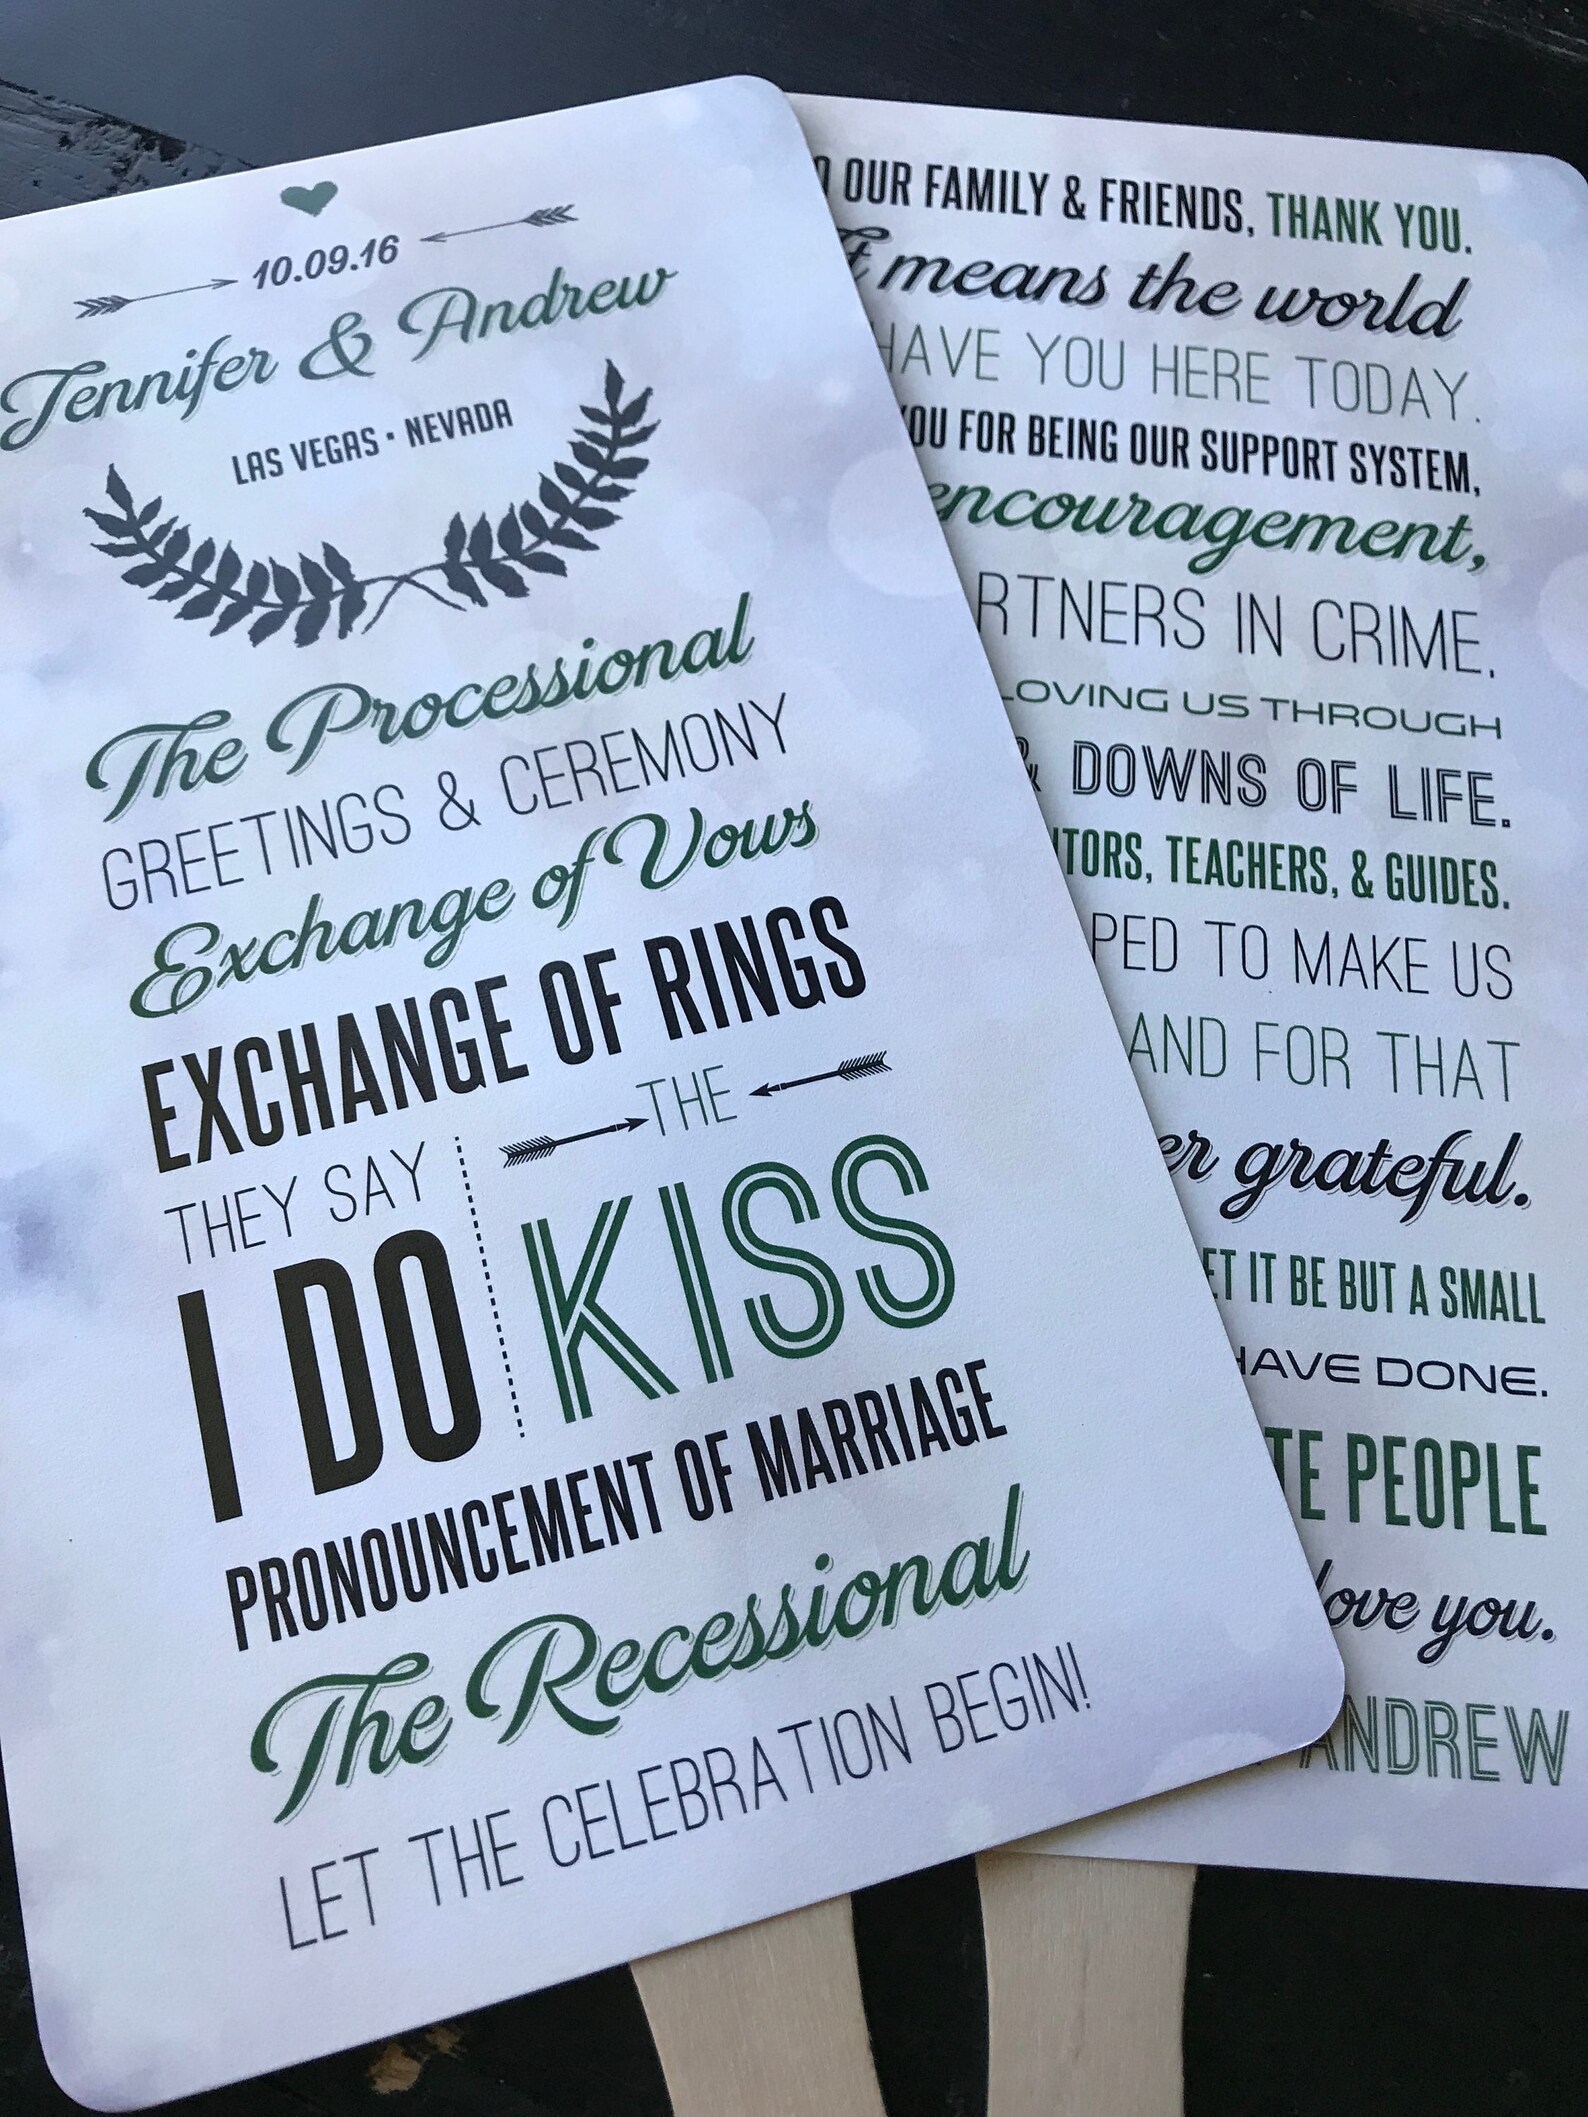 10.09.16
Jennifer & Andrew
LAS VEGAS • NEVADA
The Processional
GREETINGS & CEREMONY
Exchange of Vows
EXCHANGE OF RINGS
THEY SAY
I DO
THE
KISS
PRONOUNCEMENT OF MARRIAGE
The Recessional
LET THE CELEBRATION BEGIN!
OUR FAMILY & FRIENDS, THANK YOU.
It means the world
HAVE YOU HERE TODAY.
YOU FOR BEING OUR SUPPORT SYSTEM,
encouragement,
RTNERS IN CRIME.
LOVING US THROUGH
& DOWNS OF LIFE.
TORS, TEACHERS, & GUIDES.
PED TO MAKE US
AND FOR THAT
er grateful.
ET IT BE BUT A SMALL
HAVE DONE.
TE PEOPLE
love you.
ANDREW